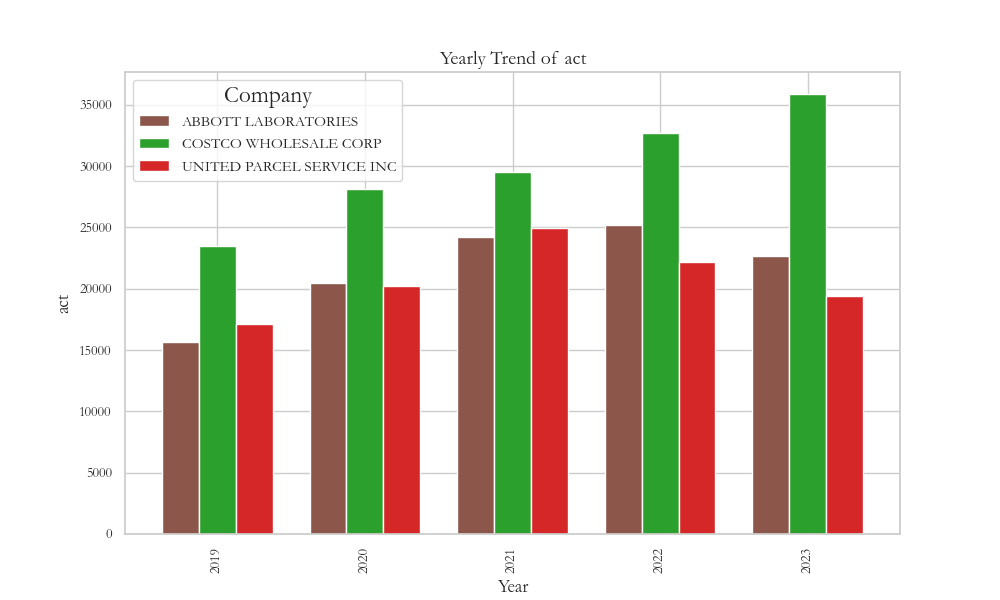 Yearly Trend of act
Company
ABBOTT LABORATORIES
COSTCO WHOLESALE CORP
UNITED PARCEL SERVICE INC
35000
30000
25000
20000
15000
10000
5000
0
act
2019
2020
2021
2022
2023
Year